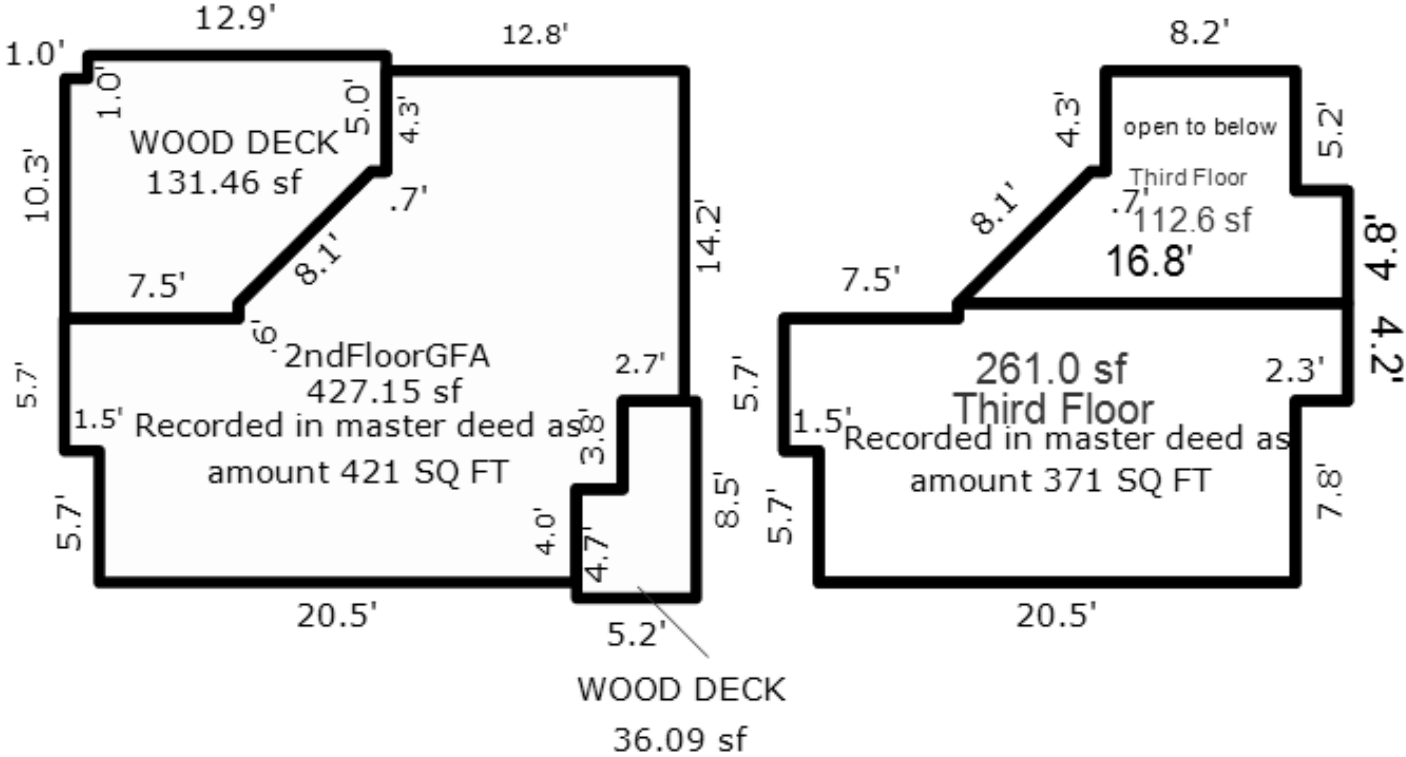 12.9'
12.8'
1.0'
1.0'
5.0'
4.3'
WOOD DECK
131.46 sf
10.3'
.7'
8.1'
14.2'
7.5'
.6'
2ndFloorGFA
427.15 sf
2.7'
5.7'
1.5'
Recorded in master deed as
amount 421 SQ FT
3.8'
8.5'
5.7'
4.0'
4.7'
20.5'
5.2'
WOOD DECK
36.09 sf
8.2'
4.3'
open to below
5.2'
Third Floor
112.6 sf
.7'
8.1'
16.8'
4.8'
7.5'
4.2'
261.0 sf
Third Floor
2.3'
5.7'
1.5'
Recorded in master deed as
amount 371 SQ FT
5.7'
7.8'
20.5'